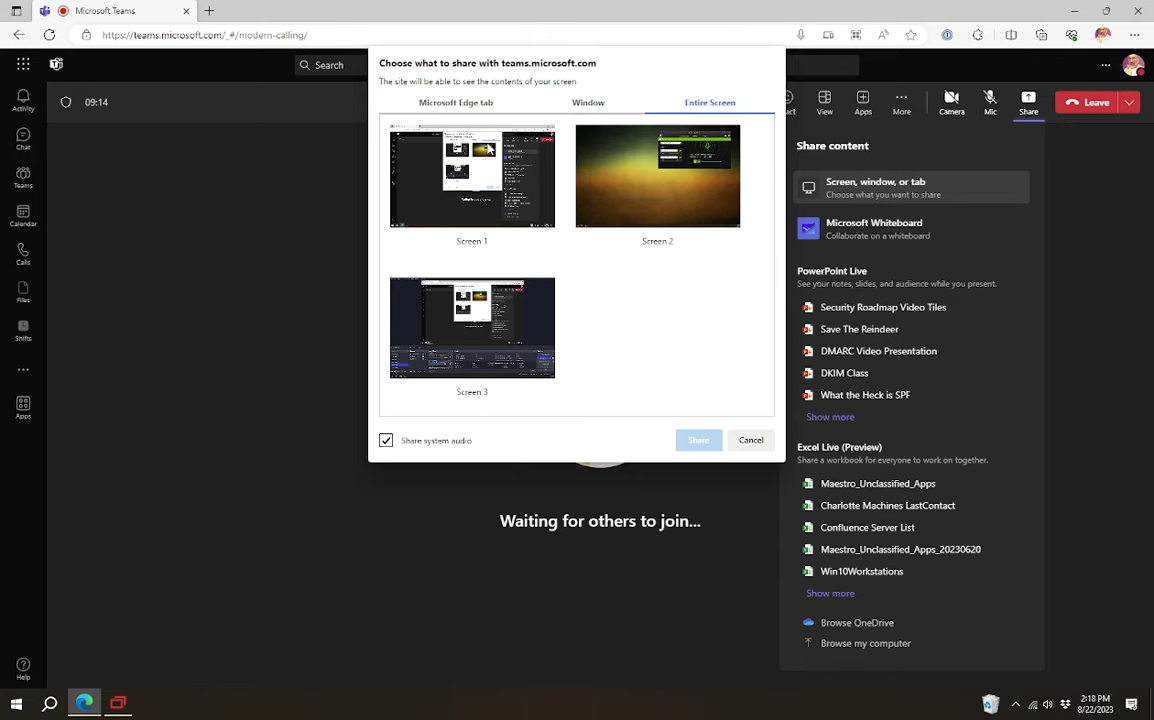 Microsoft Teams
https://teams.microsoft.com/_#/modern-calling/
Search
Choose what to share with teams.microsoft.com
The site will be able to see the contents of your screen
Microsoft Edge tab
Window
Entire Screen
Screen 1
Screen 2
Screen 3
Share system audio
Share
Cancel
Activity
Chat
Teams
Calendar
Calls
Files
Shifts
Apps
Help
09:14
View
Apps
More
Camera
Mic
Share
Leave
Share content
Screen, window, or tab
Choose what you want to share
Microsoft Whiteboard
Collaborate on a whiteboard
PowerPoint Live
See your notes, slides, and audience while you present.
Security Roadmap Video Tiles
Save The Reindeer
DMARC Video Presentation
DKIM Class
What the Heck is SPF
Show more
Excel Live (Preview)
Share a workbook for everyone to work on together.
Maestro_Unclassified_Apps
Charlotte Machines LastContact
Confluence Server List
Maestro_Unclassified_Apps_20230620
Win10Workstations
Show more
Browse OneDrive
Browse my computer
Waiting for others to join...
2:18 PM
8/22/2023